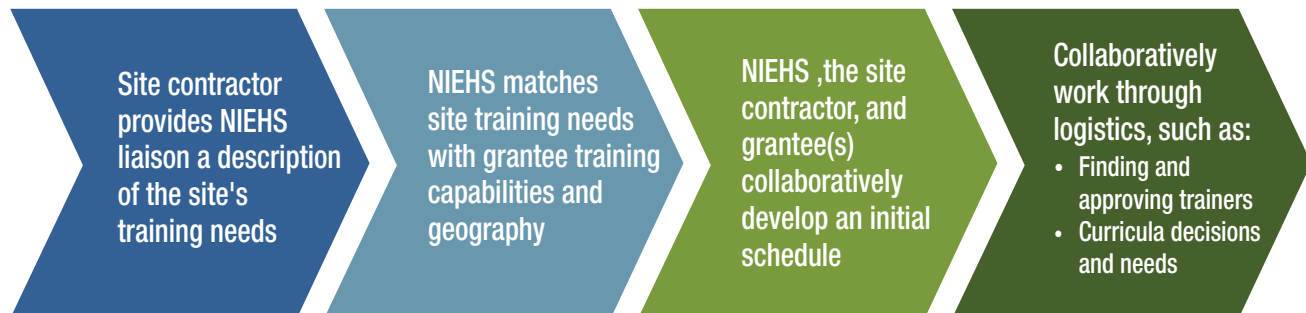 Site contractor
provides NIEHS
liaison a description
of the site's
training needs
NIEHS matches
site training needs
with grantee training
capabilities and
geography
NIEHS ,the site
contractor, and
grantee(s)
collaboratively
develop an initial
schedule
Collaboratively
work through
logistics, such as:
• Finding and
approving trainers
• Curricula decisions
and needs